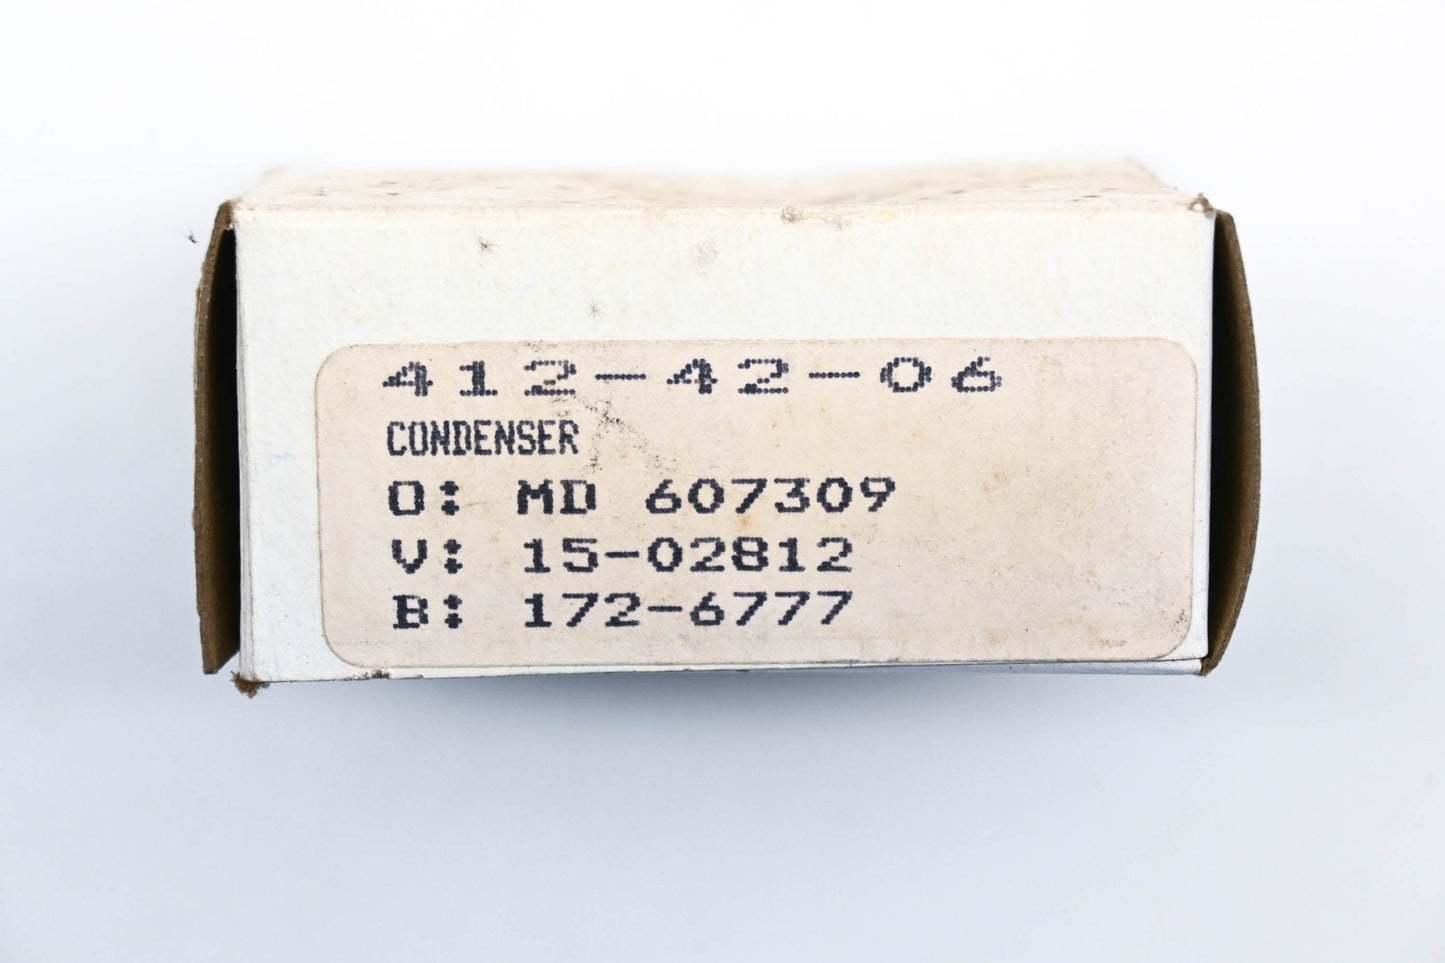 412-42-06
CONDENSER
O: MD 607309
V: 15-02812
B: 172-6777